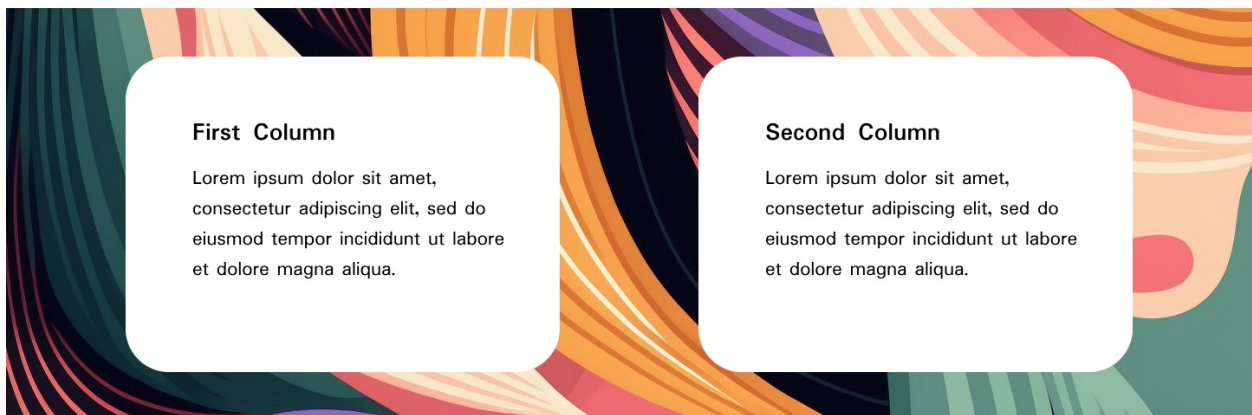 First Column
Lorem ipsum dolor sit amet,
consectetur adipiscing elit, sed do
eiusmod tempor incididunt ut labore
et dolore magna aliqua.
Second Column
Lorem ipsum dolor sit amet,
consectetur adipiscing elit, sed do
eiusmod tempor incididunt ut labore
et dolore magna aliqua.